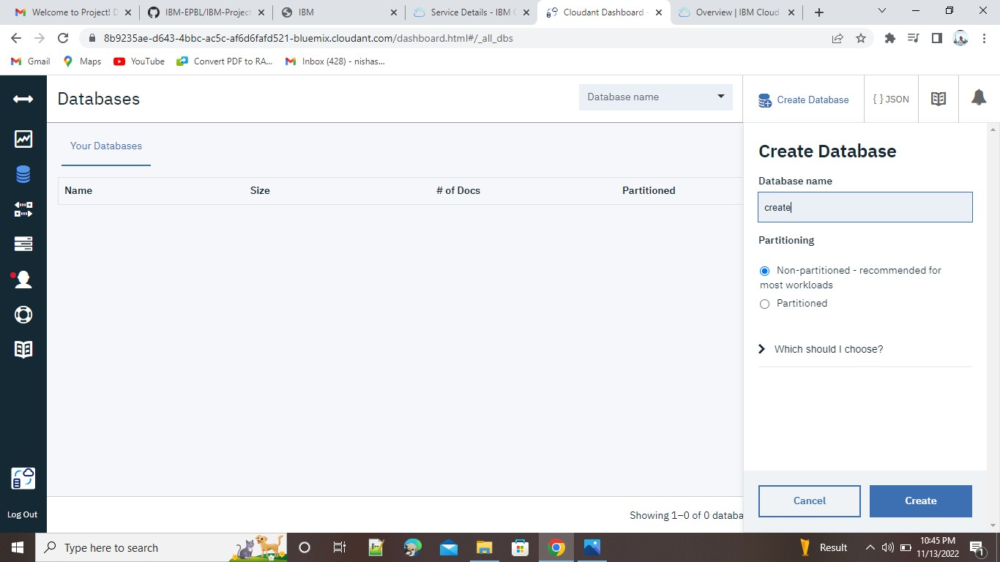 Welcome to Project! D
IBM-EPBL/IBM-Project
IBM
Service Details - IBM C
Cloudant Dashboard -
Overview | IBM Cloud
8b9235ae-d643-4bbc-ac5c-af6d6fafd521-bluemix.cloudant.com/dashboard.html#/_all_dbs
Gmail
Maps
YouTube
Convert PDF to RA...
Inbox (428) - nishas...
Databases
Database name
Create Database
{ } JSON
Your Databases
Name Size # of Docs Partitioned
Create Database
Database name
create
Partitioning
Non-partitioned - recommended for
most workloads
Partitioned
Which should I choose?
Cancel
Create
Log Out
Showing 1–0 of 0 databa
Type here to search
Result
10:45 PM
11/13/2022
1